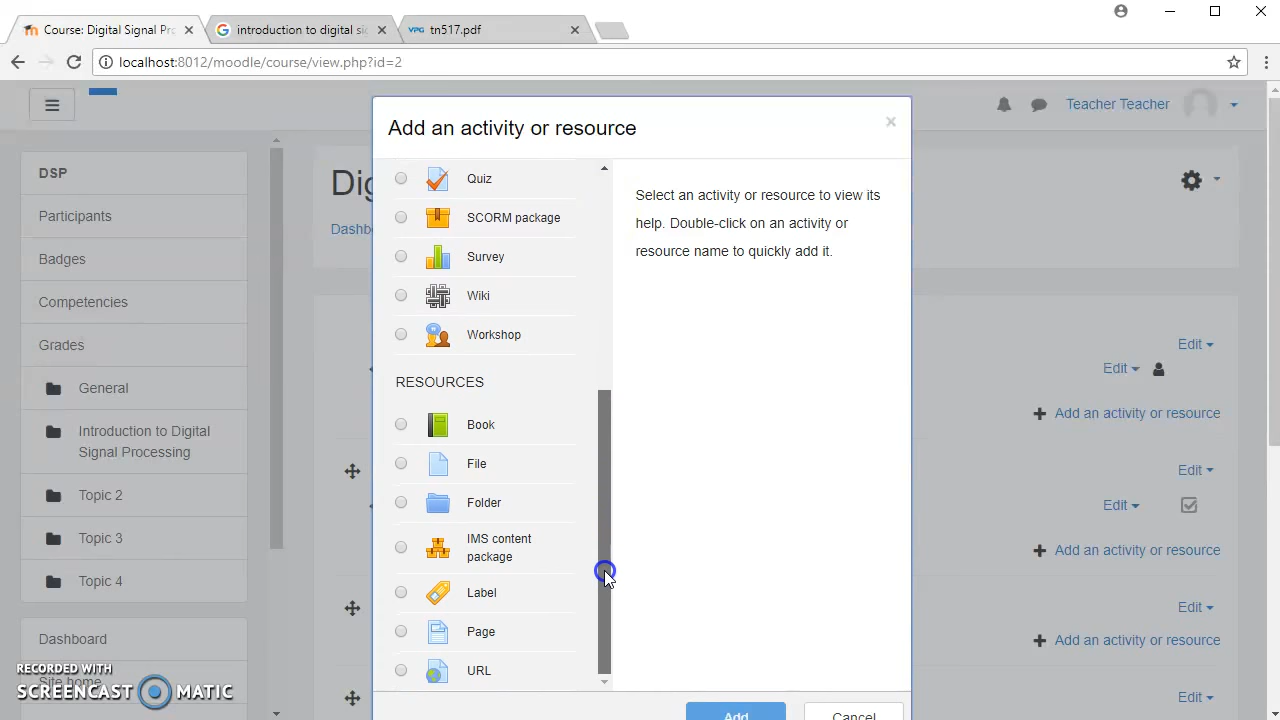 Course: Digital Signal Pr
introduction to digital si
VPG tn517.pdf
localhost:8012/moodle/course/view.php?id=2
Teacher Teacher
Add an activity or resource
DSP
Participants
Badges
Competencies
Grades
General
Introduction to Digital
Signal Processing
Topic 2
Topic 3
Topic 4
Dashboard
Site home
Dig
Dashb
Quiz
SCORM package
Survey
Wiki
Workshop
RESOURCES
Book
File
Folder
IMS content
package
Label
Page
URL
Select an activity or resource to view its
help. Double-click on an activity or
resource name to quickly add it.
Add
Cancel
Edit
Edit
Add an activity or resource
Edit
Edit
Add an activity or resource
Edit
Add an activity or resource
Edit
RECORDED WITH
SCREENCAST MATIC